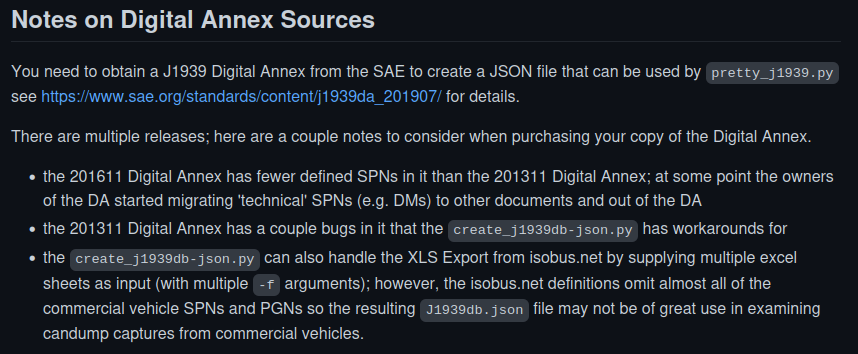 Notes on Digital Annex Sources
You need to obtain a J1939 Digital Annex from the SAE to create a JSON file that can be used by pretty_j1939.py
see https://www.sae.org/standards/content/j1939da_201907/ for details.
There are multiple releases; here are a couple notes to consider when purchasing your copy of the Digital Annex.
• the 201611 Digital Annex has fewer defined SPNs in it than the 201311 Digital Annex; at some point the owners
of the DA started migrating 'technical' SPNs (e.g. DMs) to other documents and out of the DA
• the 201311 Digital Annex has a couple bugs in it that the create_j1939db-json.py has workarounds for
• the create_j1939db-json.py can also handle the XLS Export from isobus.net by supplying multiple excel
sheets as input (with multiple -f arguments); however, the isobus.net definitions omit almost all of the
commercial vehicle SPNs and PGNs so the resulting J1939db.json file may not be of great use in examining
candump captures from commercial vehicles.